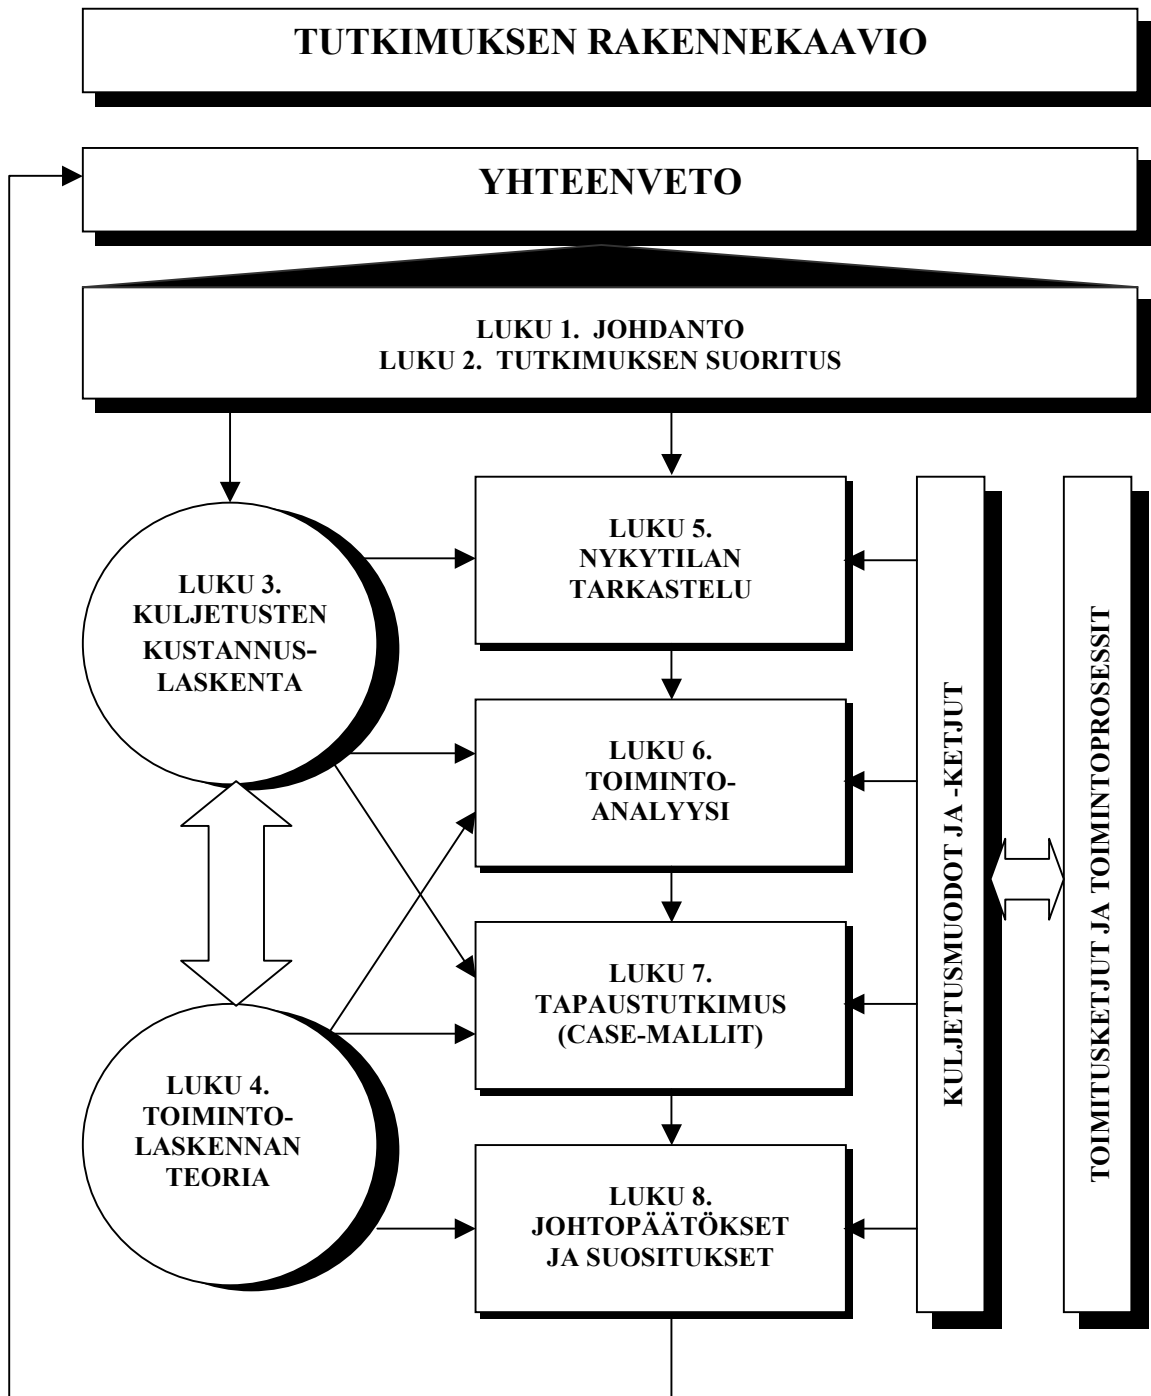 TUTKIMUKSEN RAKENNEKAAVIO
YHTEENVETO
LUKU 1. JOHDANTO
LUKU 2. TUTKIMUKSEN SUORITUS
LUKU 3.
KULJETUSTEN
KUSTANNUS-
LASKENTA
LUKU 4.
TOIMINTO-
LASKENNAN
TEORIA
LUKU 5.
NYKYTILAN
TARKASTELU
LUKU 6.
TOIMINTO-
ANALYYSI
LUKU 7.
TAPAUSTUTKIMUS
(CASE-MALLIT)
LUKU 8.
JOHTOPÄÄTÖKSET
JA SUOSITUKSET
KULJETUSMUODOT JA -KETJUT
TOIMITUSKETJUT JA TOIMINTOPROSESSIT